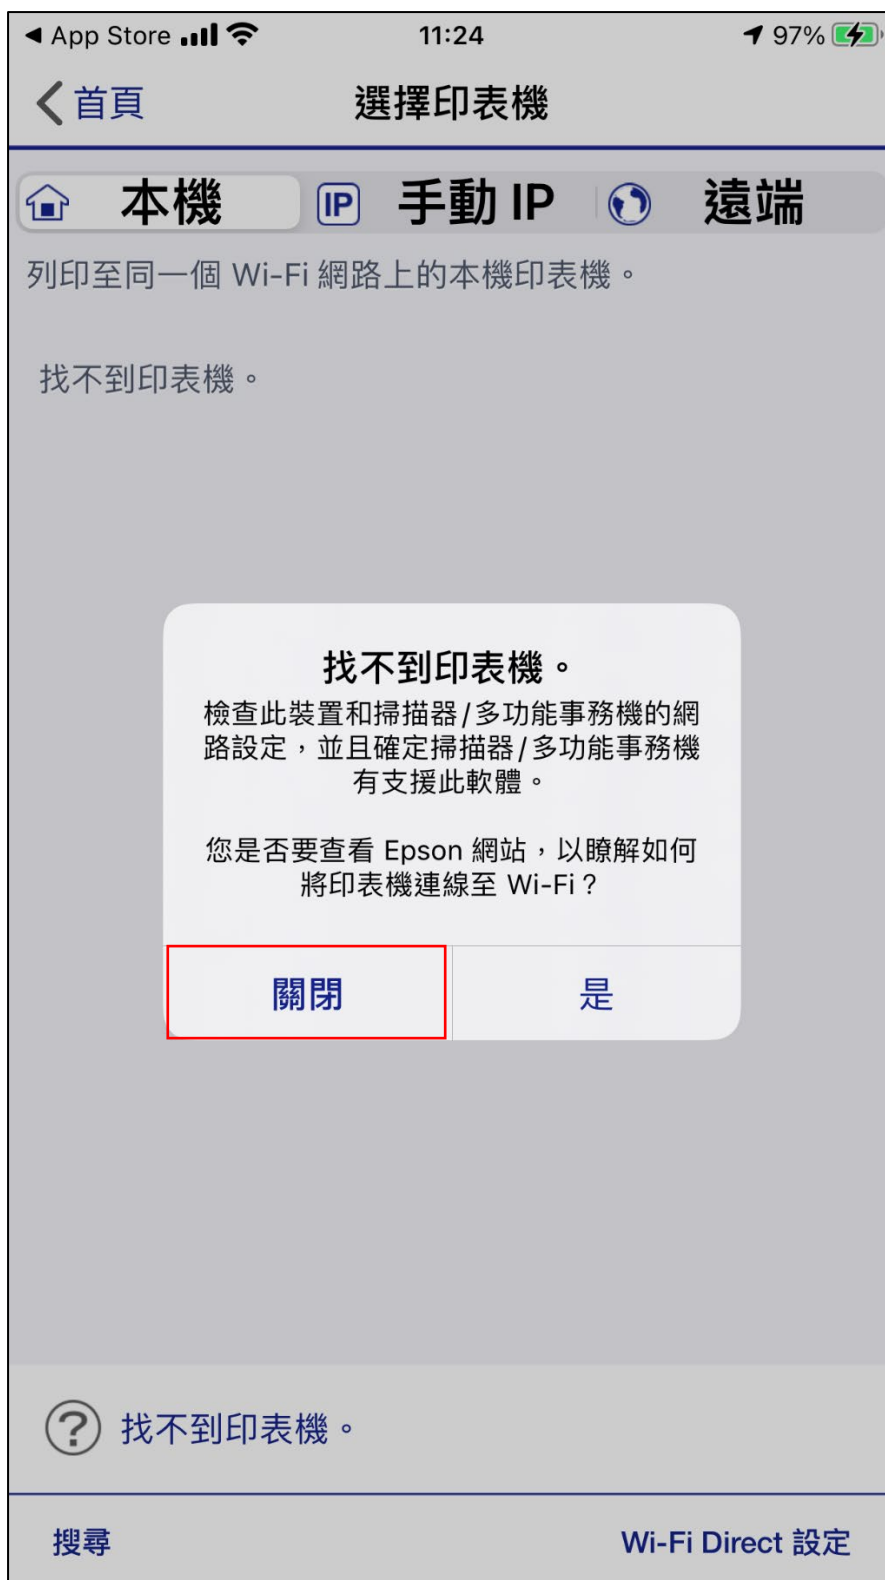 ◀ App Store 11:24 97%
首頁 選擇印表機
本機 IP 手動 IP 遠端
列印至同一個 Wi-Fi 網路上的本機印表機。
找不到印表機。
找不到印表機。
檢查此裝置和掃描器/多功能事務機的網
路設定，並且確定掃描器/多功能事務機
有支援此軟體。
您是否要查看 Epson 網站，以瞭解如何
將印表機連線至 Wi-Fi？
關閉 是
? 找不到印表機。
搜尋 Wi-Fi Direct 設定